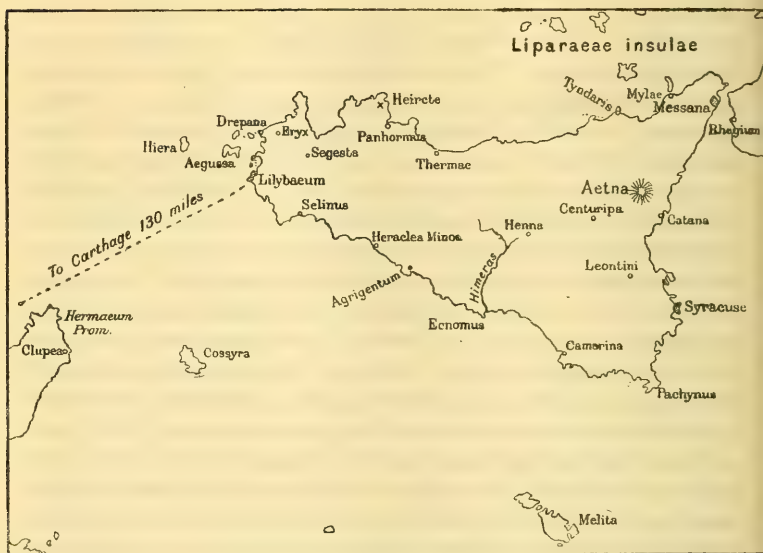 Liparaeae insulae
Heircte
Tyndaris
Mylae
Messana
Drepana
Eryx
Panhormus
Rhegium
Hiera
Segesta
Thermae
Aegussa
Lilybaeum
Aetna
Selinus
Centuripa
Catana
Henna
To Carthage 130 miles
Heraclea Minoa
Himeras
Agrigentum
Leontini
Hermaeum
Prom.
Ecnomus
Syracuse
Clupea
Cossyra
Camarina
Pachynus
Melita